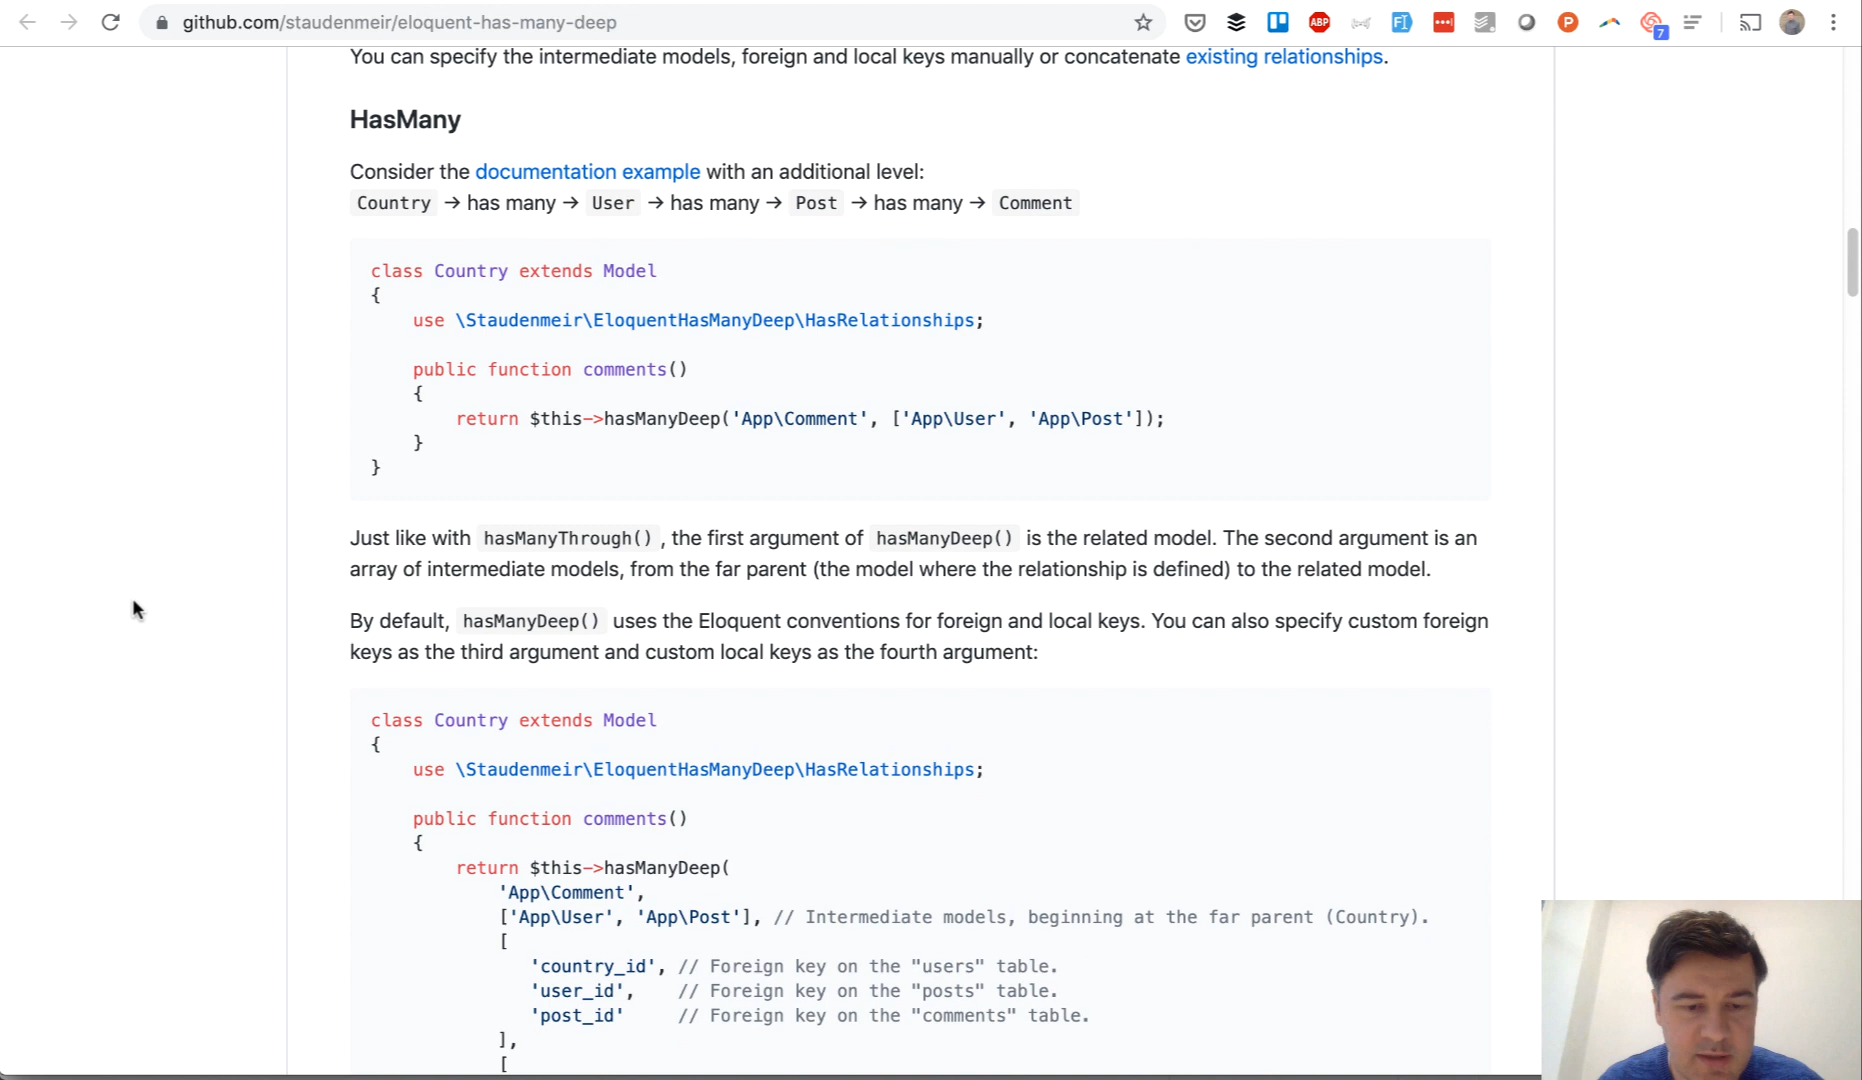 github.com/staudenmeir/eloquent-has-many-deep
ABP
P
7
You can specify the intermediate models, foreign and local keys manually or concatenate existing relationships.
HasMany
Consider the documentation example with an additional level:
Country → has many → User → has many → Post → has many → Comment
class Country extends Model
{
    use \Staudenmeir\EloquentHasManyDeep\HasRelationships;
    public function comments()
    {
        return $this->hasManyDeep('App\Comment', ['App\User', 'App\Post']);
    }
}
Just like with hasManyThrough() , the first argument of hasManyDeep() is the related model. The second argument is an
array of intermediate models, from the far parent (the model where the relationship is defined) to the related model.
By default, hasManyDeep() uses the Eloquent conventions for foreign and local keys. You can also specify custom foreign
keys as the third argument and custom local keys as the fourth argument:
class Country extends Model
{
    use \Staudenmeir\EloquentHasManyDeep\HasRelationships;
    public function comments()
    {
        return $this->hasManyDeep(
            'App\Comment',
            ['App\User', 'App\Post'], // Intermediate models, beginning at the far parent (Country).
            [
               'country_id', // Foreign key on the "users" table.
               'user_id',    // Foreign key on the "posts" table.
               'post_id'     // Foreign key on the "comments" table.
            ],
            [